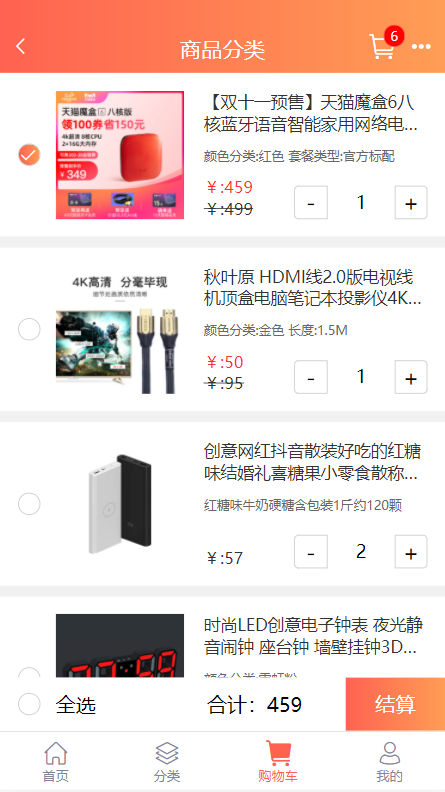 商品分类
6
天猫魔盒 6 八核版
领100券省150元
4k超清 8核CPU
2+16G大内存
￥349
【双十一预售】天猫魔盒6八
核蓝牙语音智能家用网络电...
颜色分类:红色 套餐类型:官方标配
￥:459
￥:499
- 1 +
4K高清 分毫毕现
细节处画质依然清晰
秋叶原 HDMI线2.0版电视线
机顶盒电脑笔记本投影仪4K...
颜色分类:金色 长度:1.5M
￥:50
￥:95
- 1 +
创意网红抖音散装好吃的红糖
味结婚礼喜糖果小零食散称...
红糖味牛奶硬糖含包装1斤约120颗
￥:57
- 2 +
时尚LED创意电子钟表 夜光静
音闹钟 座台钟 墙壁挂钟3D...
全选 合计：459 结算
首页 分类 购物车 我的